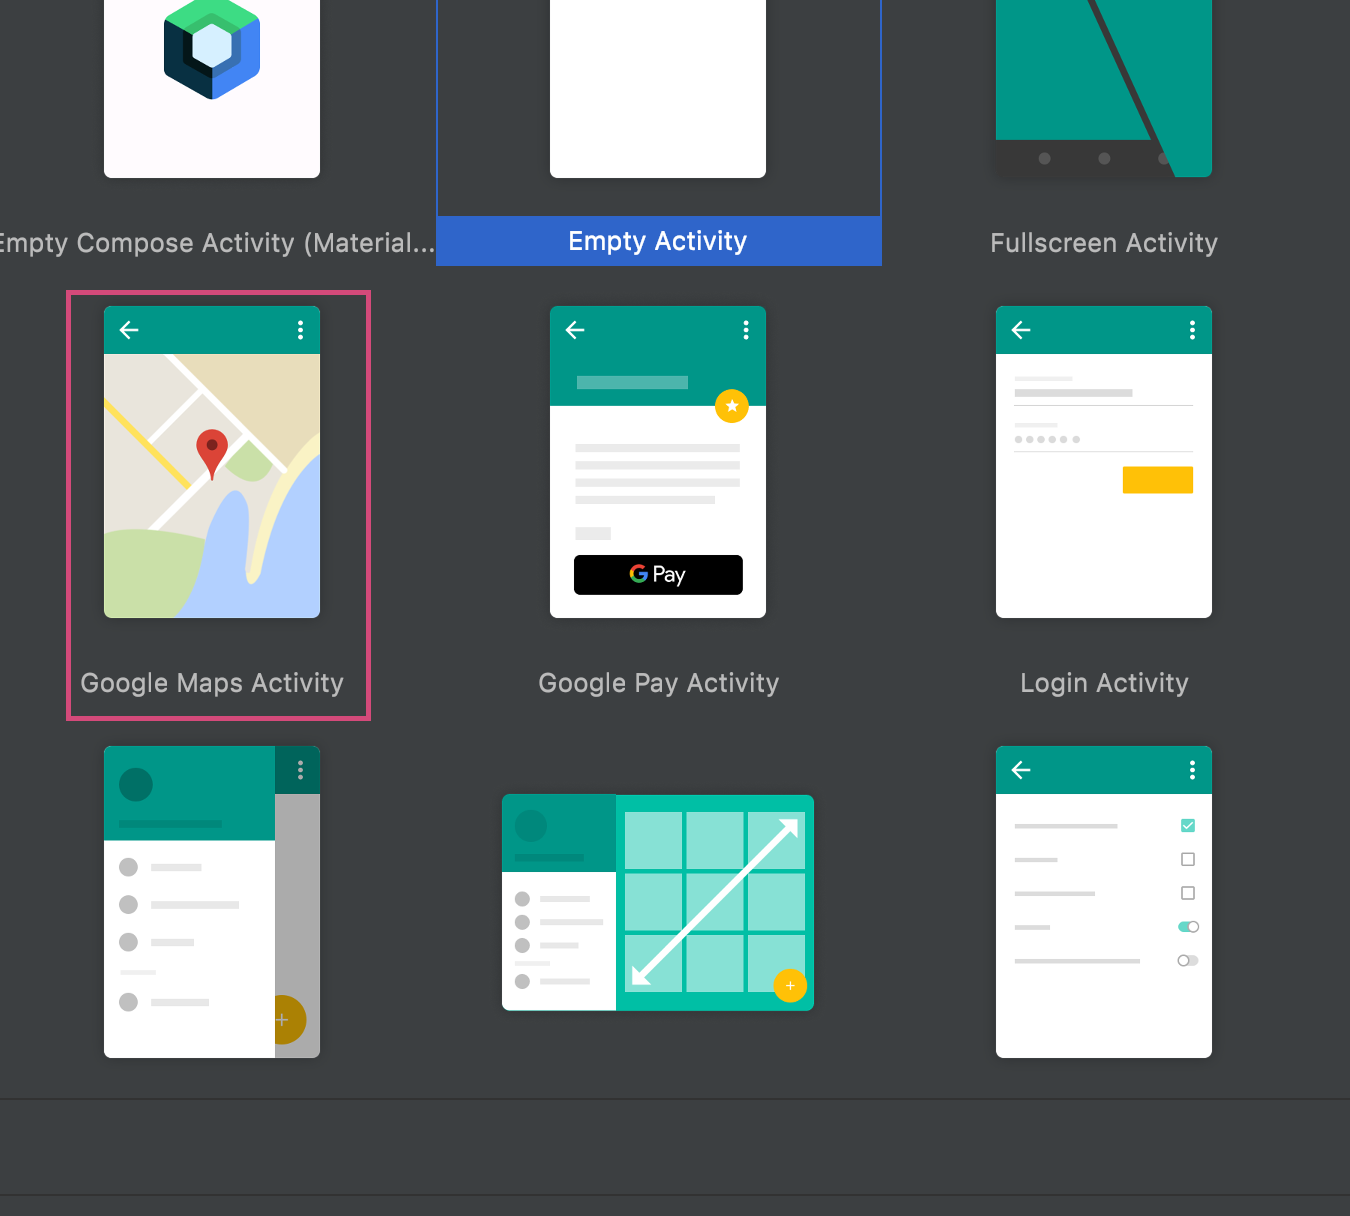 Empty Compose Activity (Material...
Empty Activity
Fullscreen Activity
G Pay
Google Maps Activity
Google Pay Activity
Login Activity